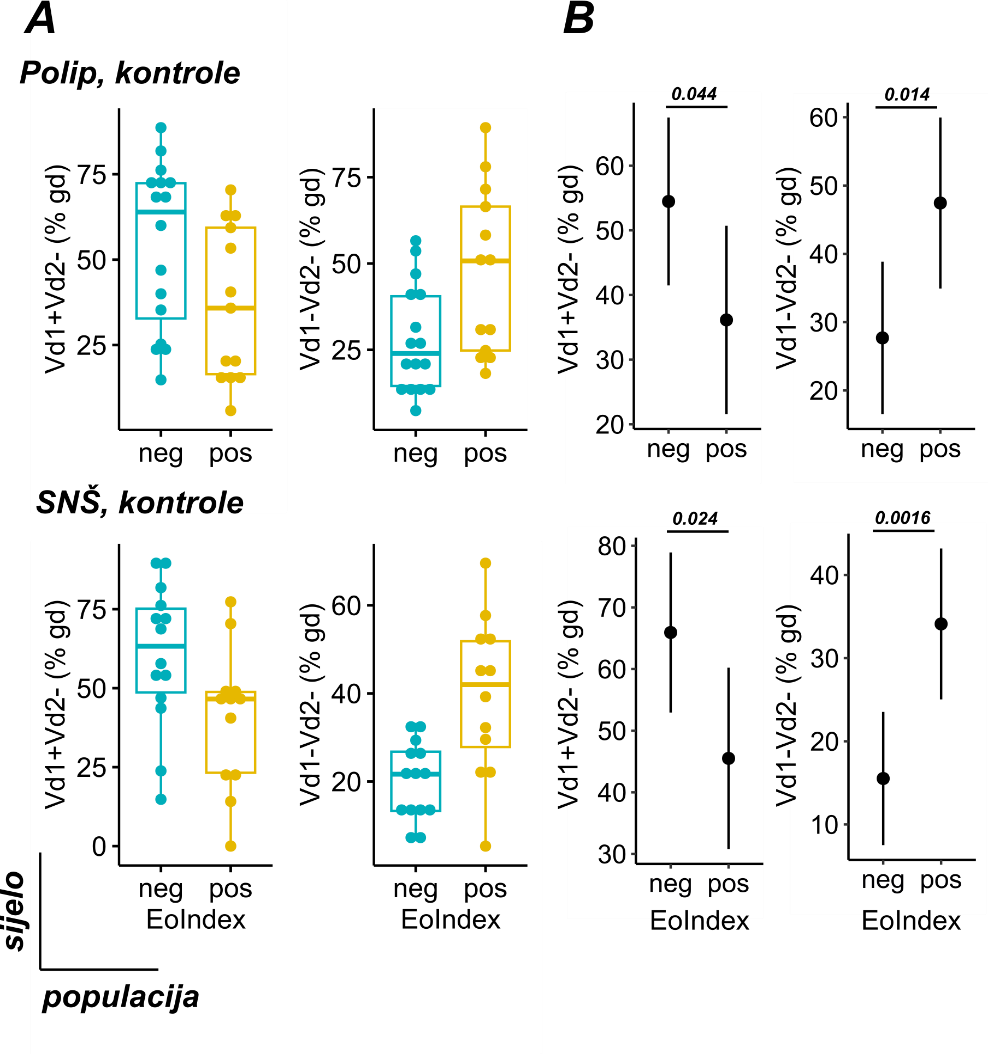 A
B
Polip, kontrole
Vd1+Vd2- (% gd)
75
50
25
neg pos
Vd1-Vd2- (% gd)
75
50
25
neg pos
0.044
Vd1+Vd2- (% gd)
60
50
40
30
20
neg pos
0.014
Vd1-Vd2- (% gd)
60
50
40
30
20
neg pos
SNŠ, kontrole
Vd1+Vd2- (% gd)
75
50
25
0
neg pos
EoIndex
Vd1-Vd2- (% gd)
60
40
20
neg pos
EoIndex
0.024
Vd1+Vd2- (% gd)
80
70
60
50
40
30
neg pos
EoIndex
0.0016
Vd1-Vd2- (% gd)
40
30
20
10
neg pos
EoIndex
sijelo
populacija